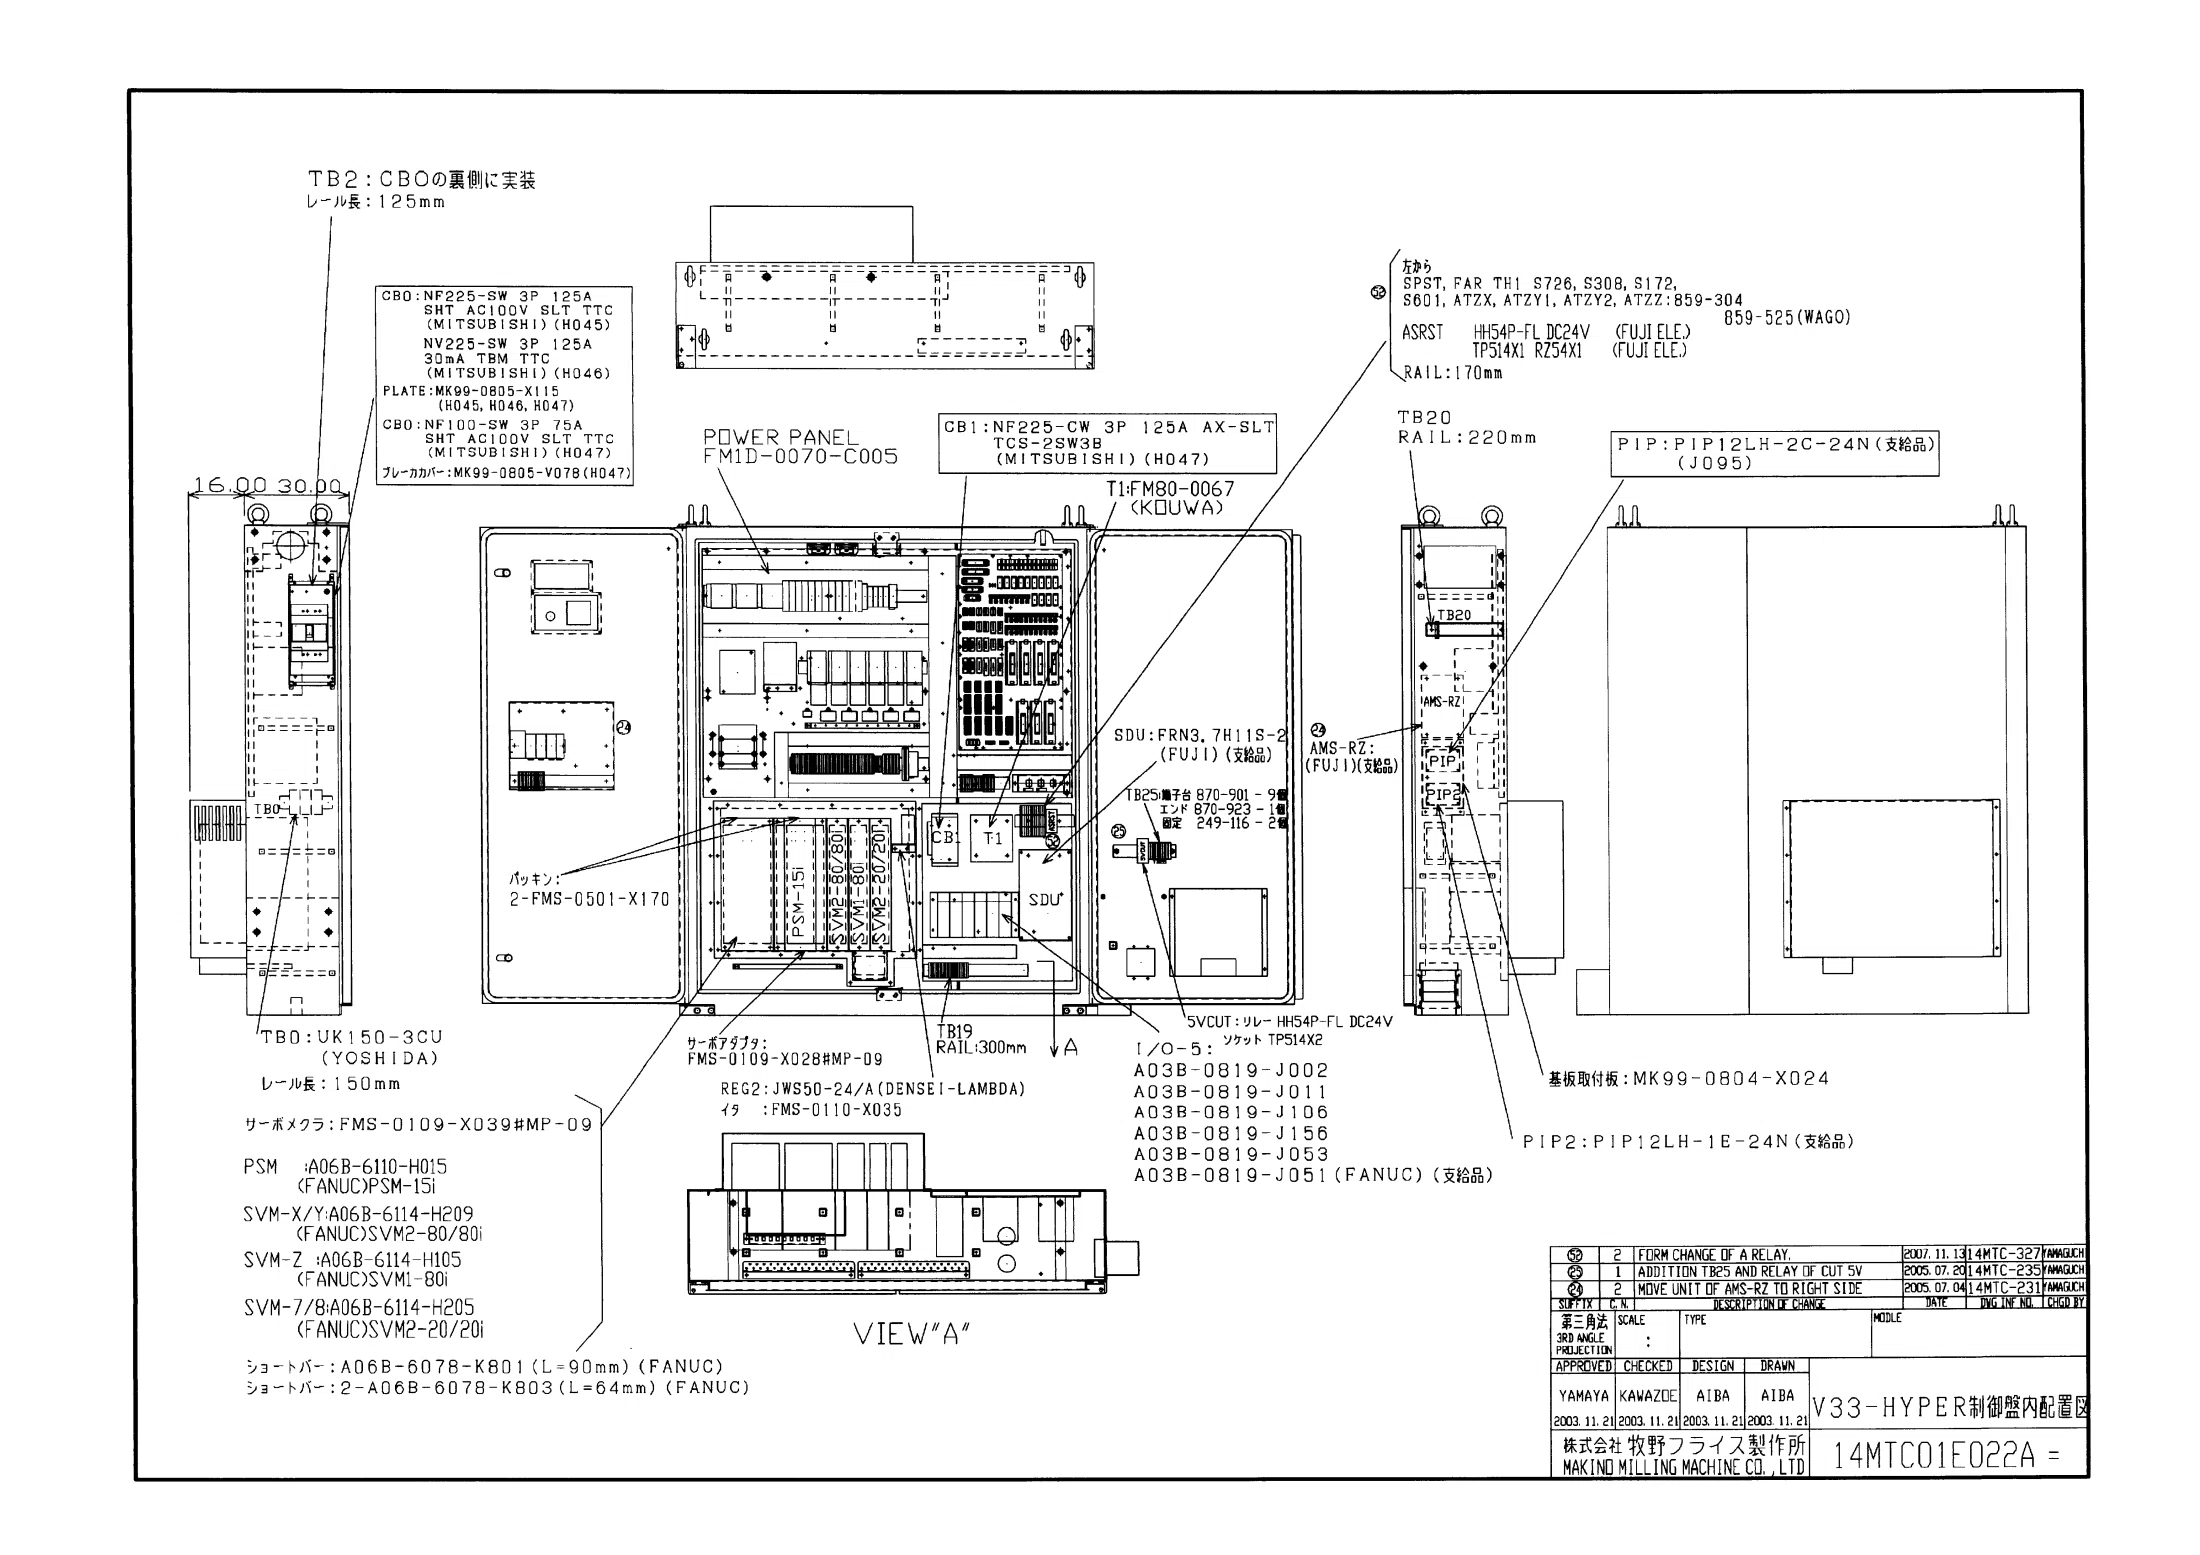 TB2:CB0の裏側に実装
レール長:125mm
CB0:NF225-SW 3P 125A
SHT AC100V SLT TTC
(MITSUBISHI)(H045)
NV225-SW 3P 125A
30mA TBM TTC
(MITSUBISHI)(H046)
PLATE:MK99-0805-X115
(H045,H046,H047)
CB0:NF100-SW 3P 75A
SHT AC100V SLT TTC
(MITSUBISHI)(H047)
ブレーカカバー:MK99-0805-V078(H047)
左から
SPST, FAR TH1 S726, S308, S172,
S601, ATZX, ATZY1, ATZY2, ATZZ:859-304
859-525(WAGO)
ASRST HH54P-FL DC24V (FUJI ELE.)
TP514X1 RZ54X1 (FUJI ELE.)
RAIL:170mm
52
POWER PANEL
FM1D-0070-C005
CB1:NF225-CW 3P 125A AX-SLT
TCS-2SW3B
(MITSUBISHI)(H047)
T1:FM80-0067
(KOUWA)
TB20
RAIL:220mm
PIP:PIP12LH-2C-24N(支給品)
(J095)
16.00 30.00
TB20
AMS-RZ
24
SDU:FRN3.7H11S-2
(FUJI)(支給品)
24
AMS-RZ:
(FUJI)(支給品)
PIP
PIP2
TB0
TB25:端子台 870-901 - 9個
エンド 870-923 - 1個
固定 249-116 - 2個
25
5VCUT
CB1
T1
ASRST
52
SDU
PSM-15i
SVM2-80/80i
SVM1-80i
SVM2-20/20i
パッキン:
2-FMS-0501-X170
TB0:UK150-3CU
(YOSHIDA)
レール長:150mm
サーボアダプタ:
FMS-0109-X028#MP-09
TB19
RAIL:300mm
A
5VCUT:リレー HH54P-FL DC24V
ソケット TP514X2
REG2:JWS50-24/A(DENSEI-LAMBDA)
イタ :FMS-0110-X035
I/O-5:
A03B-0819-J002
A03B-0819-J011
A03B-0819-J106
A03B-0819-J156
A03B-0819-J053
A03B-0819-J051(FANUC)(支給品)
基板取付板:MK99-0804-X024
PIP2:PIP12LH-1E-24N(支給品)
サーボメクラ:FMS-0109-X039#MP-09
PSM :A06B-6110-H015
(FANUC)PSM-15i
SVM-X/Y:A06B-6114-H209
(FANUC)SVM2-80/80i
SVM-Z :A06B-6114-H105
(FANUC)SVM1-80i
SVM-7/8:A06B-6114-H205
(FANUC)SVM2-20/20i
ショートバー:A06B-6078-K801(L=90mm)(FANUC)
ショートバー:2-A06B-6078-K803(L=64mm)(FANUC)
VIEW"A"
52 2 FORM CHANGE OF A RELAY. 2007.11.13 14MTC-327 YAMAGUCH
25 1 ADDITION TB25 AND RELAY OF CUT 5V 2005.07.20 14MTC-235 YAMAGUCH
24 2 MOVE UNIT OF AMS-RZ TO RIGHT SIDE 2005.07.04 14MTC-231 YAMAGUCH
SUFFIX C.N. DESCRIPTION OF CHANGE DATE DWG INF NO. CHGD BY
第三角法 SCALE TYPE MODLE
3RD ANGLE :
PROJECTION
APPROVED CHECKED DESIGN DRAWN
YAMAYA KAWAZOE AIBA AIBA
2003.11.21 2003.11.21 2003.11.21 2003.11.21
V33-HYPER制御盤内配置図
株式会社 牧野フライス製作所
MAKINO MILLING MACHINE CO.,LTD
14MTC01E022A =